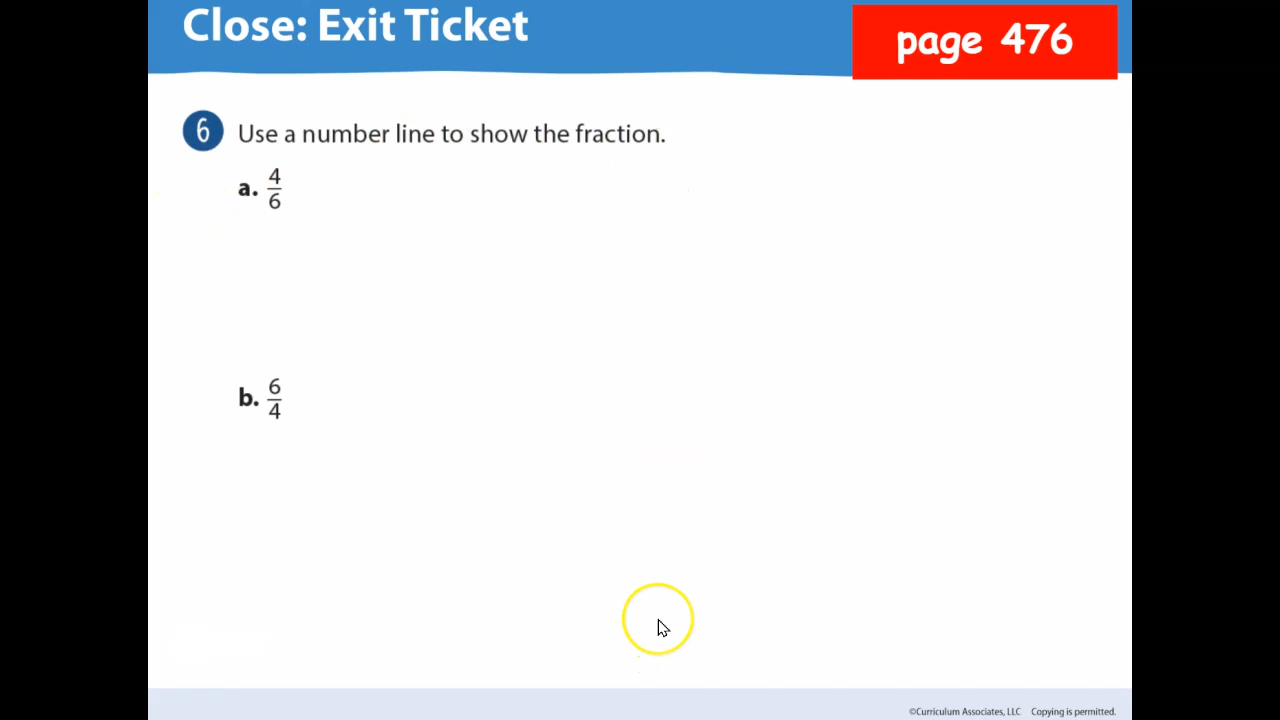 Close: Exit Ticket
page 476
6 Use a number line to show the fraction.
a. 4/6
b. 6/4
©Curriculum Associates, LLC Copying is permitted.